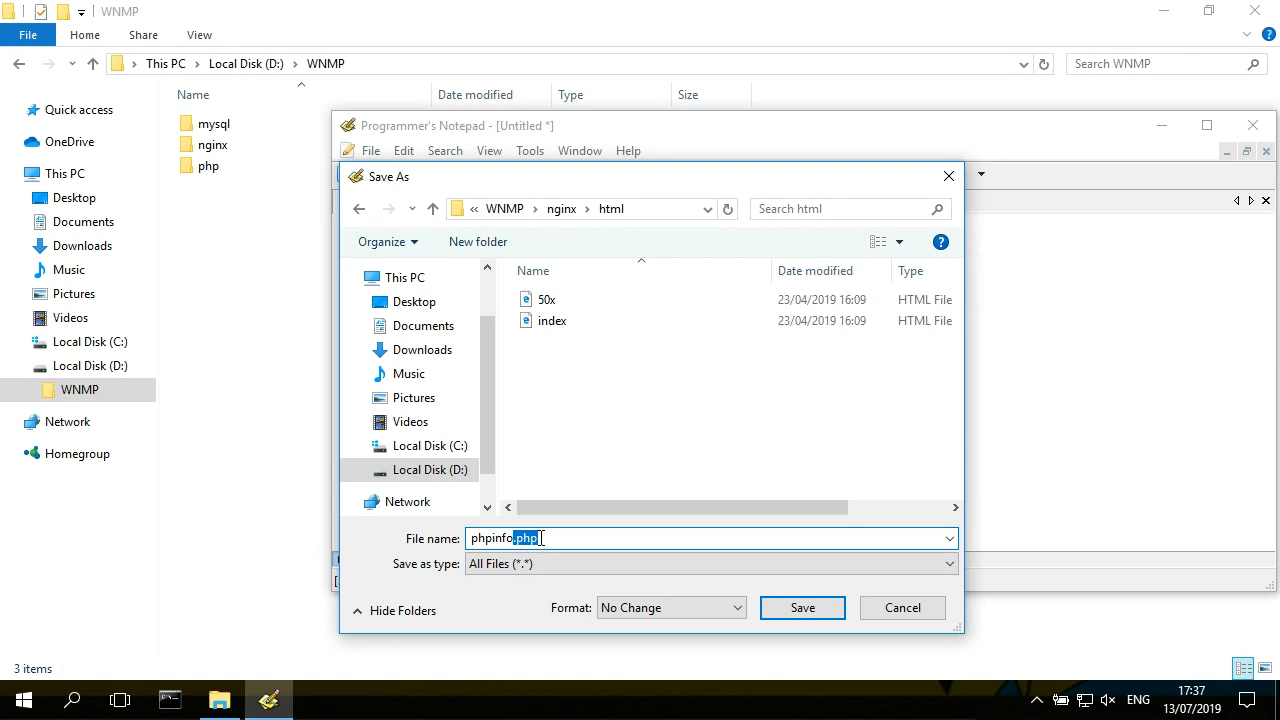 WNMP
File Home Share View
This PC Local Disk (D:) WNMP Search WNMP
Name Date modified Type Size
Quick access
OneDrive
This PC
Desktop
Documents
Downloads
Music
Pictures
Videos
Local Disk (C:)
Local Disk (D:)
WNMP
Network
Homegroup
mysql
nginx
php
Programmer's Notepad - [Untitled *]
File Edit Search View Tools Window Help
Save As
« WNMP nginx html Search html
Organize New folder
This PC
Desktop
Documents
Downloads
Music
Pictures
Videos
Local Disk (C:)
Local Disk (D:)
Network
Name Date modified Type
50x 23/04/2019 16:09 HTML File
index 23/04/2019 16:09 HTML File
File name: phpinfo.php
Save as type: All Files (*.*)
Hide Folders Format: No Change Save Cancel
[
3 items
ENG
17:37
13/07/2019